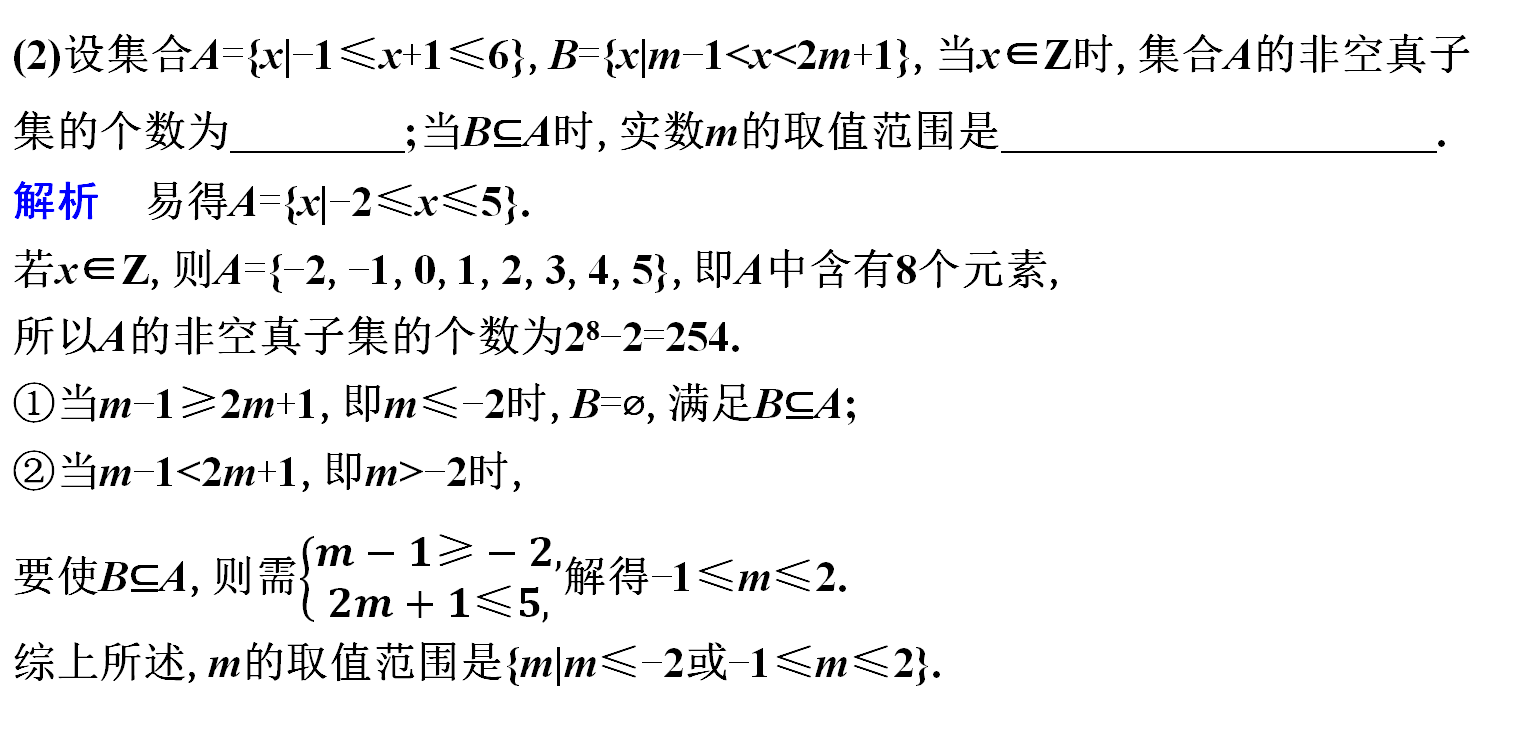 (2)设集合A={x|-1≤x+1≤6}, B={x|m-1<x<2m+1}, 当x∈Z时, 集合A的非空真子
集的个数为________;当B⊆A时, 实数m的取值范围是____________________.
解析 易得A={x|-2≤x≤5}.
若x∈Z, 则A={-2, -1, 0, 1, 2, 3, 4, 5}, 即A中含有8个元素,
所以A的非空真子集的个数为2⁸-2=254.
①当m-1≥2m+1, 即m≤-2时, B=∅, 满足B⊆A;
②当m-1<2m+1, 即m>-2时,
要使B⊆A, 则需{m-1≥-2, 2m+1≤5, 解得-1≤m≤2.
综上所述, m的取值范围是{m|m≤-2或-1≤m≤2}.